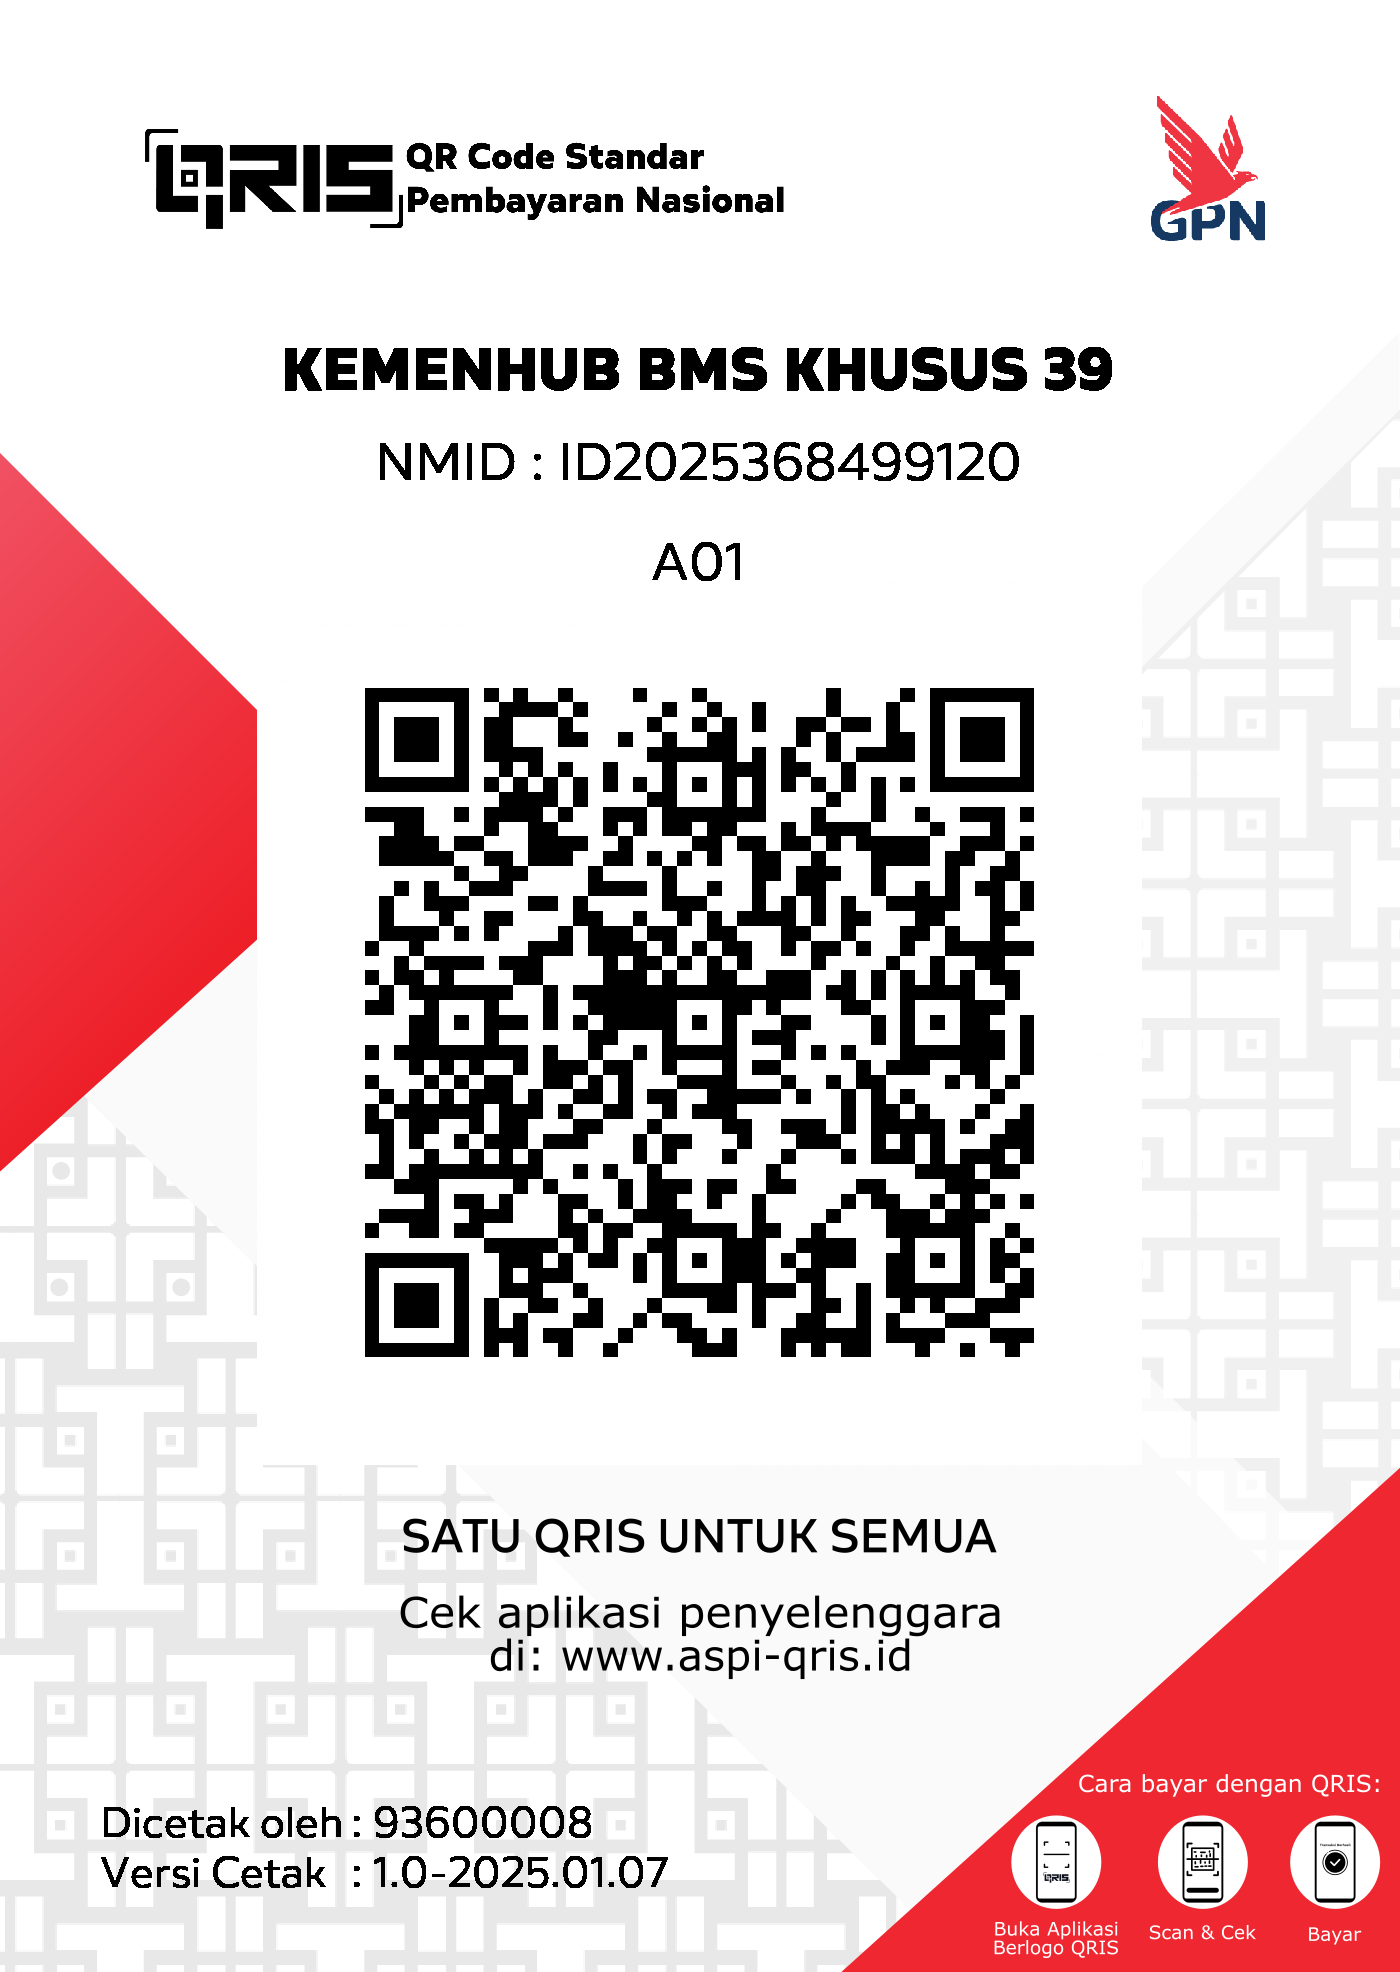 QRIS QR Code Standar
Pembayaran Nasional
GPN
KEMENHUB BMS KHUSUS 39
NMID : ID2025368499120
A01
SATU QRIS UNTUK SEMUA
Cek aplikasi penyelenggara
di: www.aspi-qris.id
Dicetak oleh : 93600008
Versi Cetak : 1.0-2025.01.07
Cara bayar dengan QRIS:
QRIS
Buka Aplikasi
Berlogo QRIS
Scan & Cek
Bayar